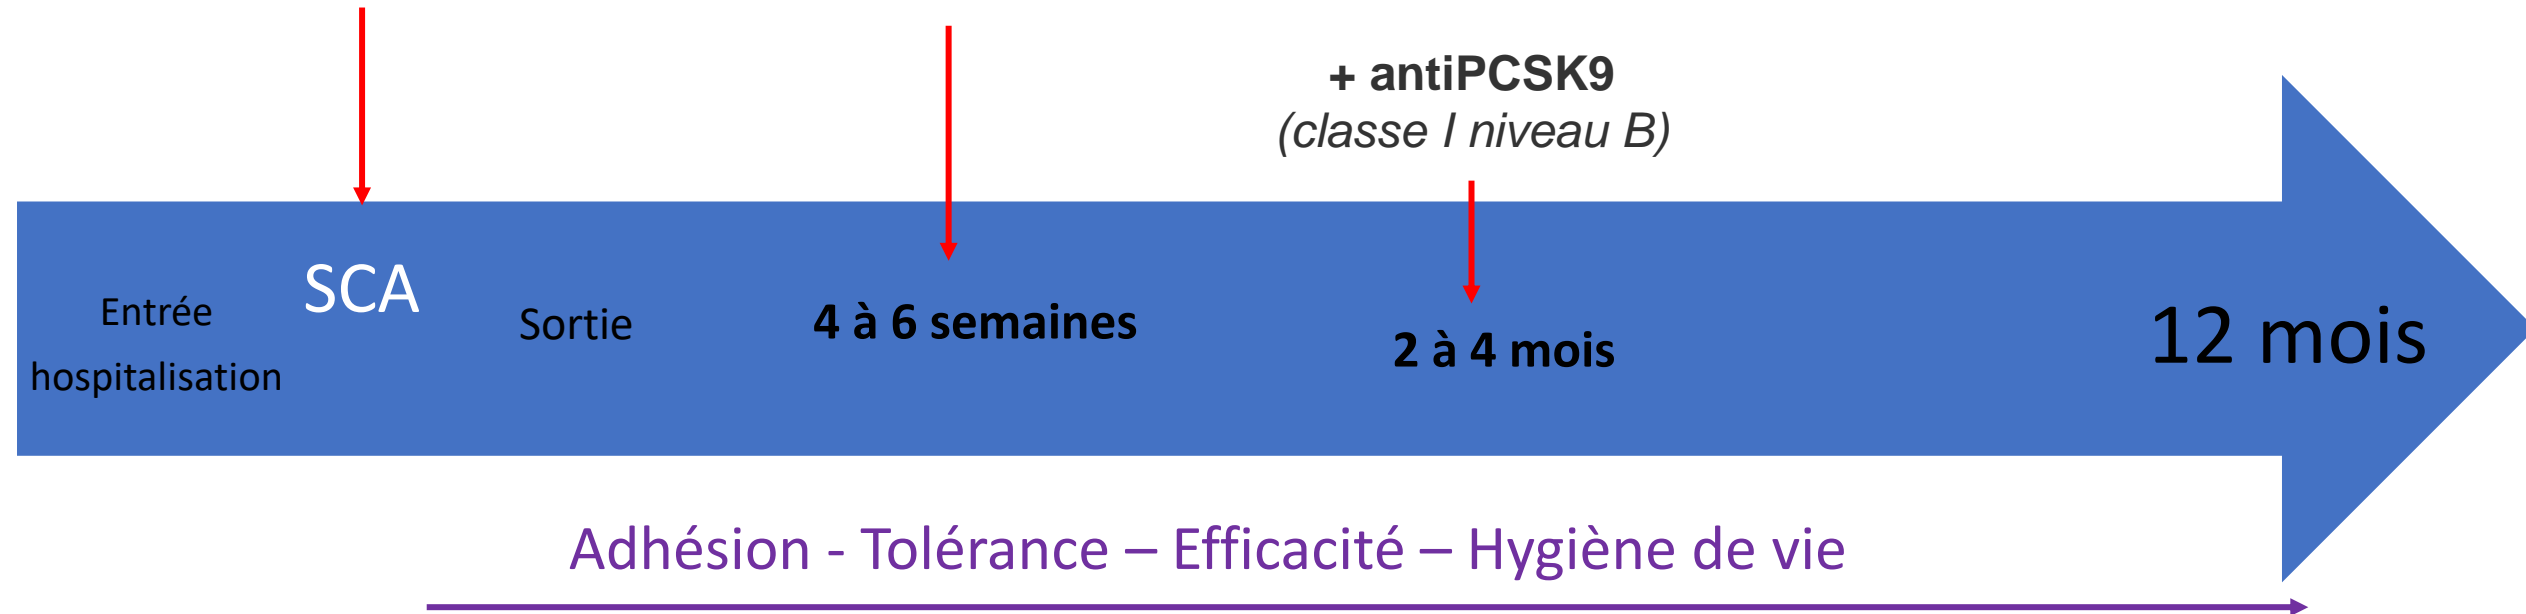 + antiPCSK9
(classe I niveau B)
SCA
Entrée
hospitalisation
Sortie
4 à 6 semaines
2 à 4 mois
12 mois
Adhésion - Tolérance – Efficacité – Hygiène de vie